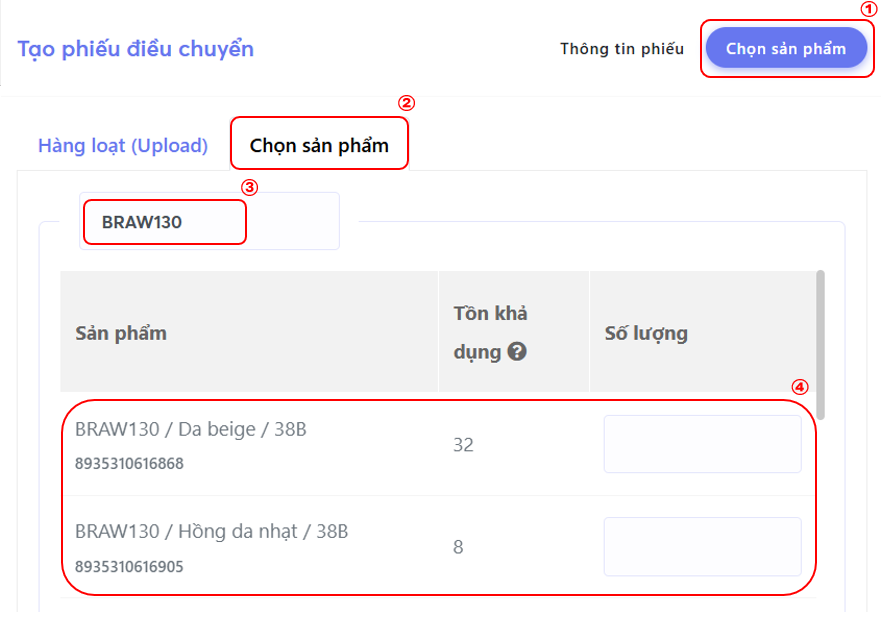 ①
Tạo phiếu điều chuyển
Thông tin phiếu
Chọn sản phẩm
②
Hàng loạt (Upload)
Chọn sản phẩm
③
BRAW130
Sản phẩm
Tồn khả
dụng ?
Số lượng
④
BRAW130 / Da beige / 38B
32
8935310616868
BRAW130 / Hồng da nhạt / 38B
8
8935310616905